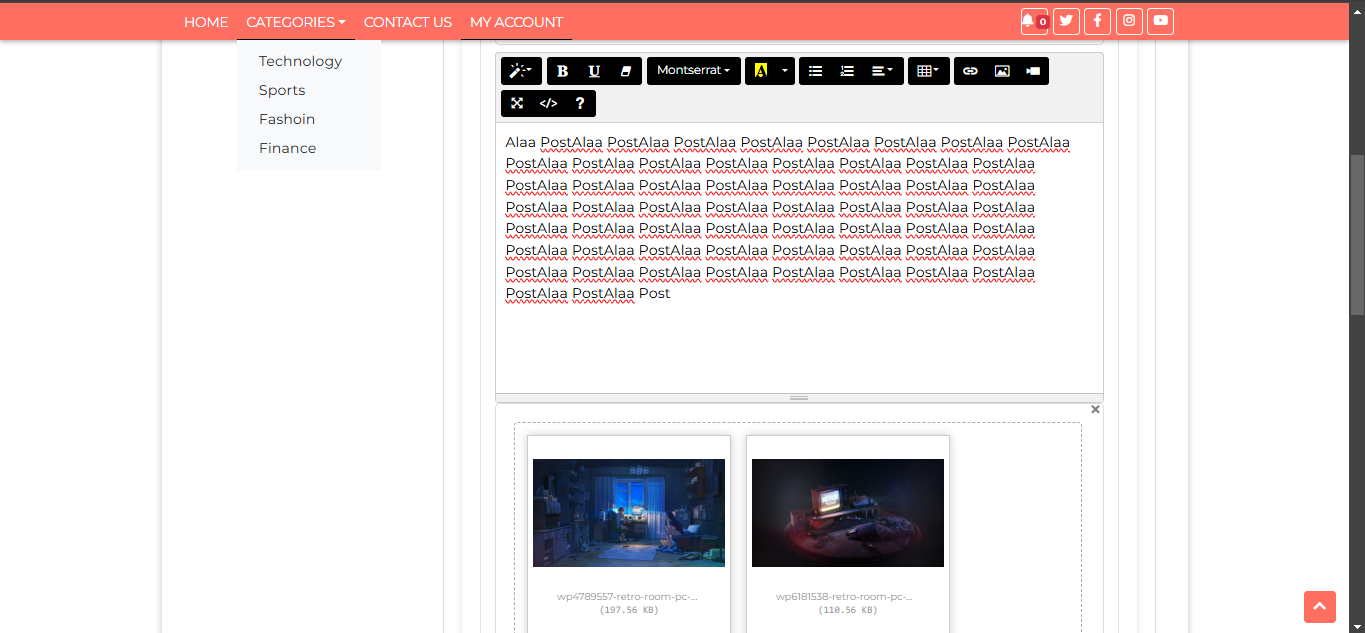 HOME CATEGORIES CONTACT US MY ACCOUNT 0
Technology
Sports
Fashoin
Finance
B U Montserrat A
</> ?
Alaa PostAlaa PostAlaa PostAlaa PostAlaa PostAlaa PostAlaa PostAlaa PostAlaa
PostAlaa PostAlaa PostAlaa PostAlaa PostAlaa PostAlaa PostAlaa PostAlaa
PostAlaa PostAlaa PostAlaa PostAlaa PostAlaa PostAlaa PostAlaa PostAlaa
PostAlaa PostAlaa PostAlaa PostAlaa PostAlaa PostAlaa PostAlaa PostAlaa
PostAlaa PostAlaa PostAlaa PostAlaa PostAlaa PostAlaa PostAlaa PostAlaa
PostAlaa PostAlaa PostAlaa PostAlaa PostAlaa PostAlaa PostAlaa PostAlaa
PostAlaa PostAlaa PostAlaa PostAlaa PostAlaa PostAlaa PostAlaa PostAlaa
PostAlaa PostAlaa Post
wp4789557-retro-room-pc-... wp6181538-retro-room-pc-...
(197.56 KB) (110.56 KB)